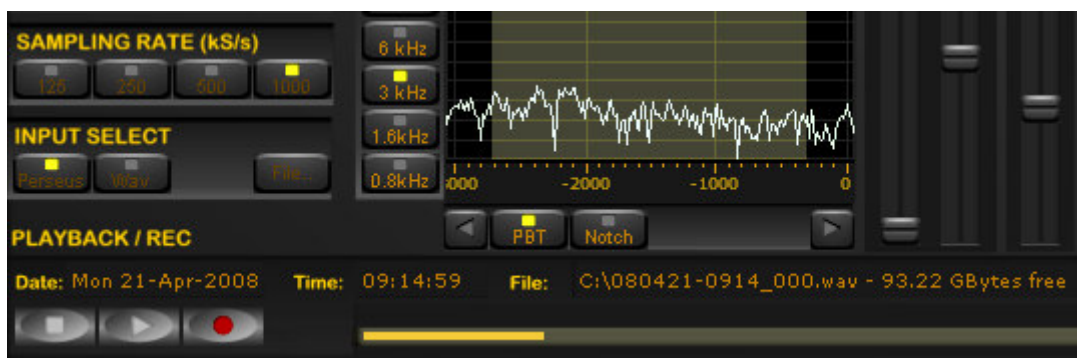 SAMPLING RATE (kS/s)
125 250 500 1000
INPUT SELECT
Perseus Wav File...
6 kHz
3 kHz
1.6kHz
0.8kHz
-2000 -1000 0
PBT Notch
PLAYBACK / REC
Date: Mon 21-Apr-2008 Time: 09:14:59 File: C:\080421-0914_000.wav - 93.22 GBytes free